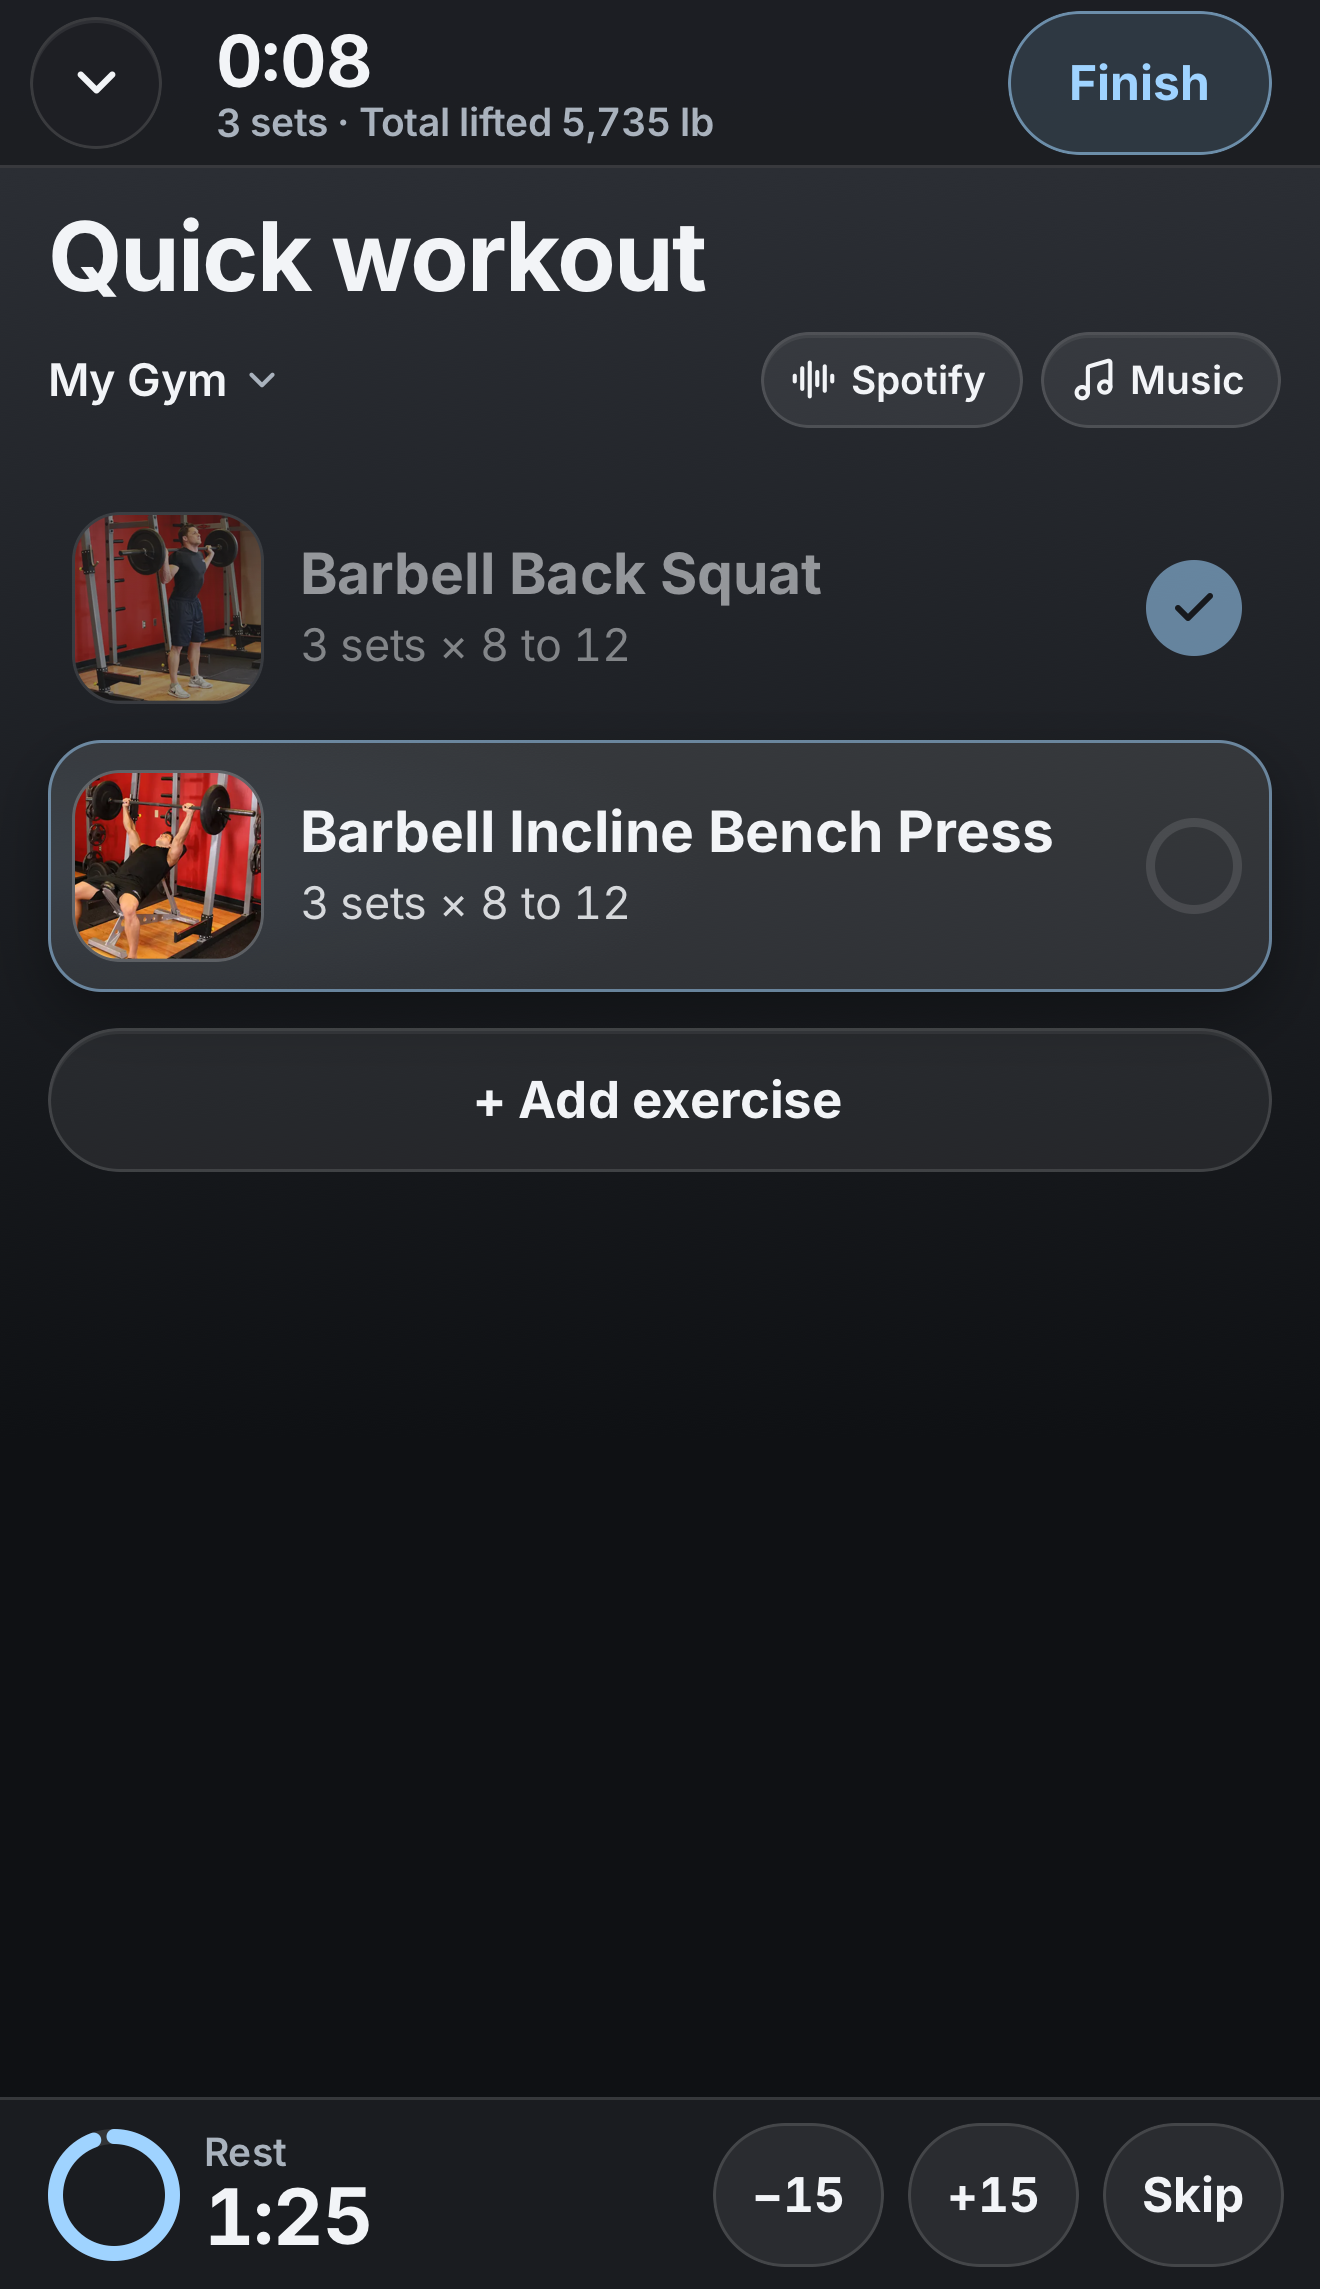 0:08
3 sets · Total lifted 5,735 lb
Finish
Quick workout
My Gym
Spotify
Music
Barbell Back Squat
3 sets × 8 to 12
Barbell Incline Bench Press
3 sets × 8 to 12
+ Add exercise
Rest
1:25
−15
+15
Skip